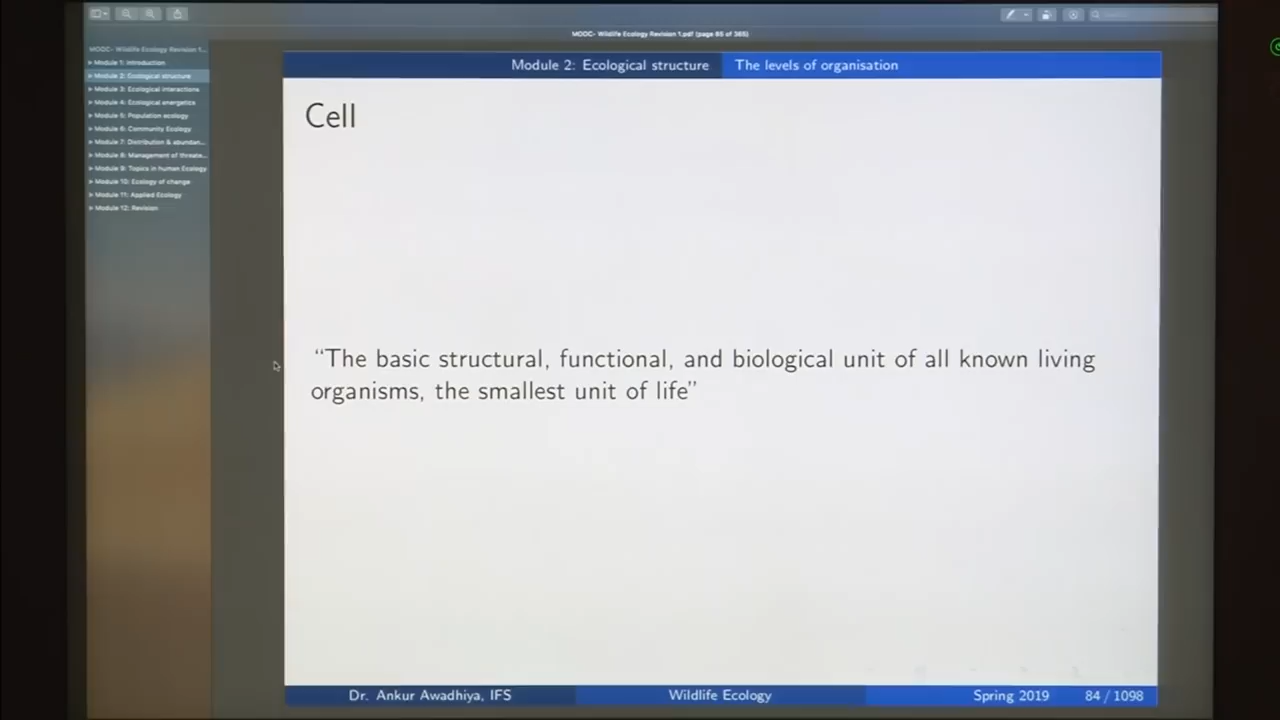 MOOC- Wildlife Ecology Revision 1.pdf (page 85 of 365)
MOOC- Wildlife Ecology Revision 1...
Module 1: Introduction
Module 2: Ecological structure
Module 3: Ecological interactions
Module 4: Ecological energetics
Module 5: Population ecology
Module 6: Community Ecology
Module 7: Distribution & abundan...
Module 8: Management of threate...
Module 9: Topics in human Ecology
Module 10: Ecology of change
Module 11: Applied Ecology
Module 12: Revision
Module 2: Ecological structure The levels of organisation
Cell
“The basic structural, functional, and biological unit of all known living
organisms, the smallest unit of life”
Dr. Ankur Awadhiya, IFS Wildlife Ecology Spring 2019 84 / 1098